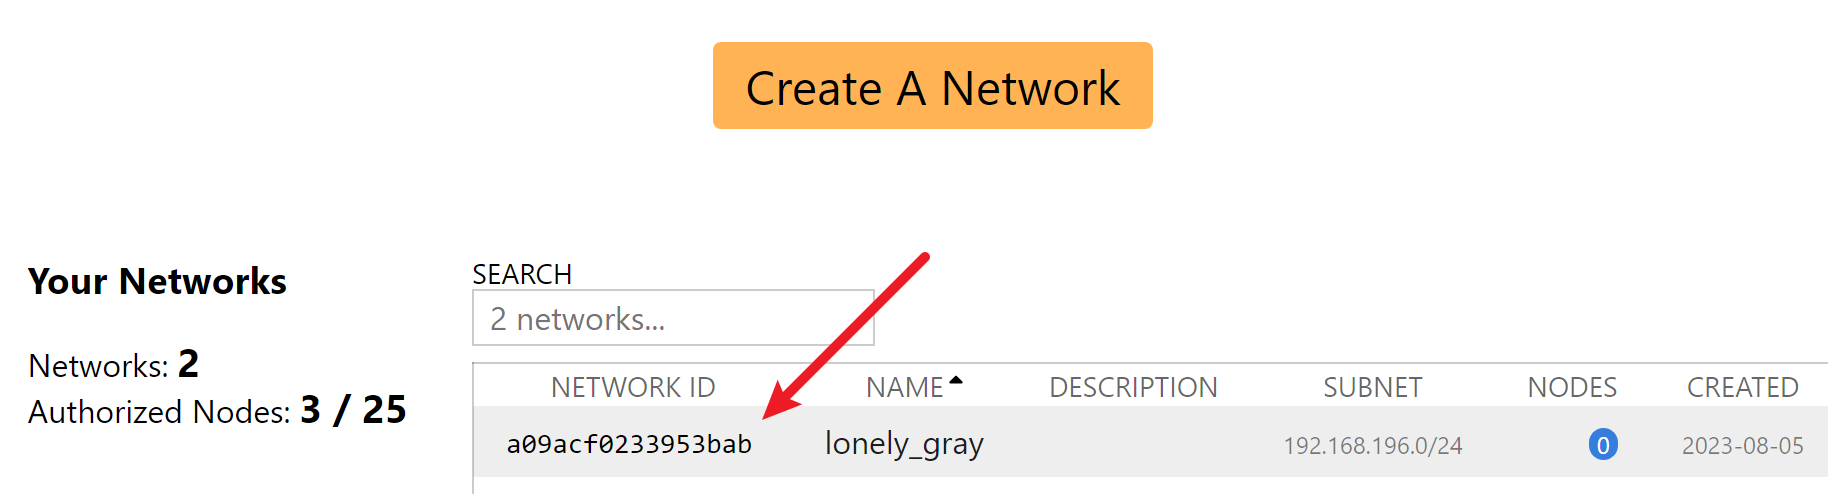 Create A Network
Your Networks
Networks: 2
Authorized Nodes: 3 / 25
SEARCH
2 networks...
NETWORK ID NAME DESCRIPTION SUBNET NODES CREATED
a09acf0233953bab lonely_gray 192.168.196.0/24 0 2023-08-05